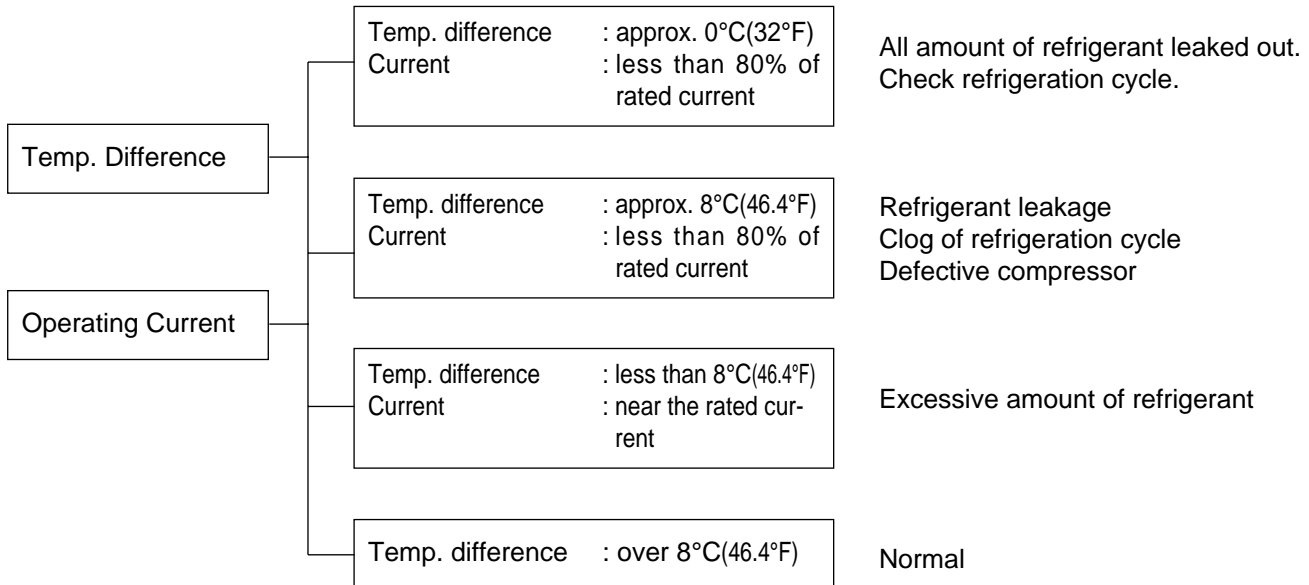 Temp. difference : approx. 0°C(32°F)
Current : less than 80% of
rated current
All amount of refrigerant leaked out.
Check refrigeration cycle.
Temp. Difference
Temp. difference : approx. 8°C(46.4°F)
Current : less than 80% of
rated current
Refrigerant leakage
Clog of refrigeration cycle
Defective compressor
Operating Current
Temp. difference : less than 8°C(46.4°F)
Current : near the rated cur-
rent
Excessive amount of refrigerant
Temp. difference : over 8°C(46.4°F)
Normal